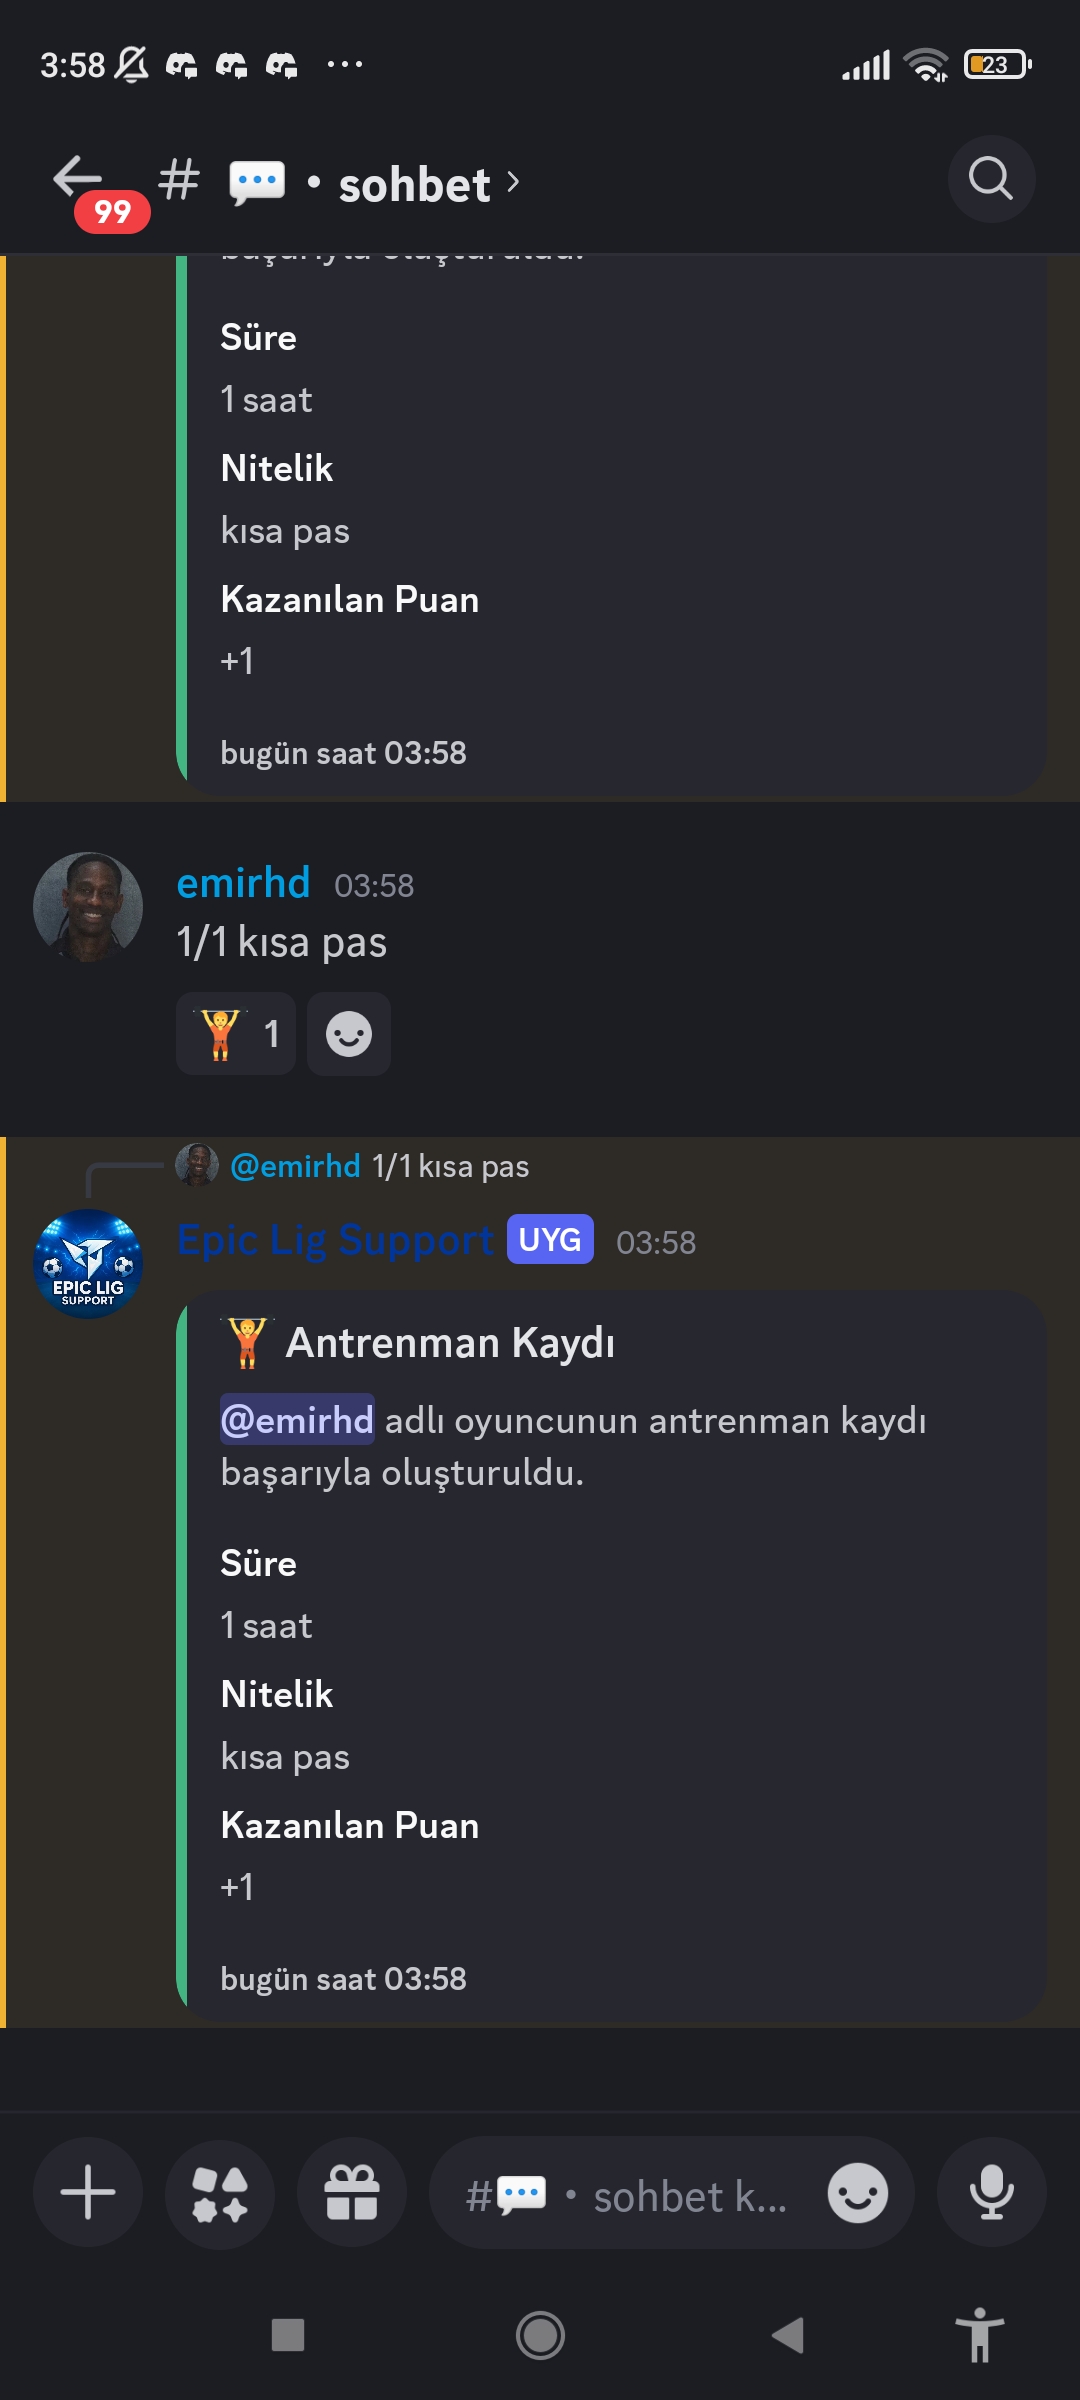 3:58
23
99
# 💬 • sohbet ›
başarıyla oluşturuldu.
Süre
1 saat
Nitelik
kısa pas
Kazanılan Puan
+1
bugün saat 03:58
emirhd 03:58
1/1 kısa pas
1
@emirhd 1/1 kısa pas
Epic Lig Support UYG 03:58
EPIC LIG
SUPPORT
Antrenman Kaydı
@emirhd adlı oyuncunun antrenman kaydı
başarıyla oluşturuldu.
Süre
1 saat
Nitelik
kısa pas
Kazanılan Puan
+1
bugün saat 03:58
#💬 • sohbet k...